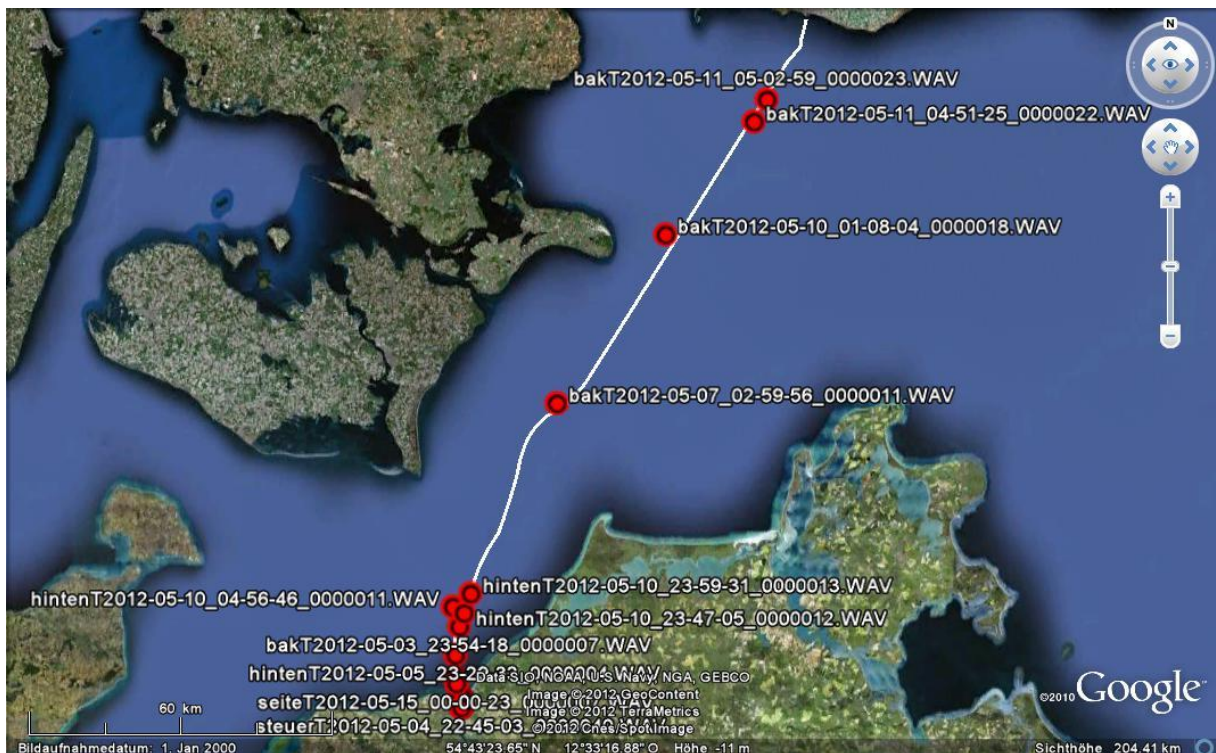 N
bakT2012-05-11_05-02-59_0000023.WAV
bakT2012-05-11_04-51-25_0000022.WAV
bakT2012-05-10_01-08-04_0000018.WAV
bakT2012-05-07_02-59-56_0000011.WAV
hintenT2012-05-10_23-59-31_0000013.WAV
hintenT2012-05-10_04-56-46_0000011.WAV
hintenT2012-05-10_23-47-05_0000012.WAV
bakT2012-05-03_23-54-18_0000007.WAV
Data SIO, NOAA, U.S. Navy, NGA, GEBCO
Image © 2012 GeoContent
60 km
Image © 2012 TerraMetrics
© 2012 Cnes/Spot Image
©2010 Google
Bildaufnahmedatum: 1. Jan 2000 54°43'23.65" N 12°33'16.88" O Höhe -11 m Sichthöhe 204.41 km